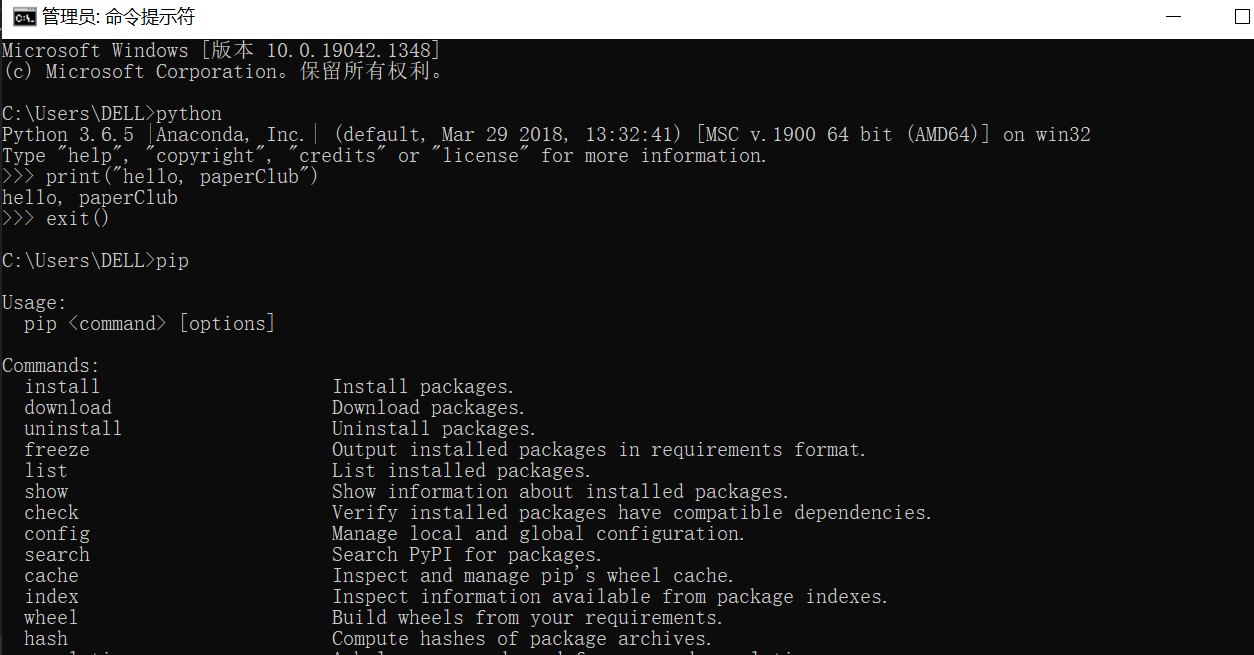 管理员: 命令提示符
Microsoft Windows [版本 10.0.19042.1348]
(c) Microsoft Corporation。保留所有权利。
C:\Users\DELL>python
Python 3.6.5 |Anaconda, Inc.| (default, Mar 29 2018, 13:32:41) [MSC v.1900 64 bit (AMD64)] on win32
Type "help", "copyright", "credits" or "license" for more information.
>>> print("hello, paperClub")
hello, paperClub
>>> exit()
C:\Users\DELL>pip
Usage:
pip <command> [options]
Commands:
install Install packages.
download Download packages.
uninstall Uninstall packages.
freeze Output installed packages in requirements format.
list List installed packages.
show Show information about installed packages.
check Verify installed packages have compatible dependencies.
config Manage local and global configuration.
search Search PyPI for packages.
cache Inspect and manage pip's wheel cache.
index Inspect information available from package indexes.
wheel Build wheels from your requirements.
hash Compute hashes of package archives.